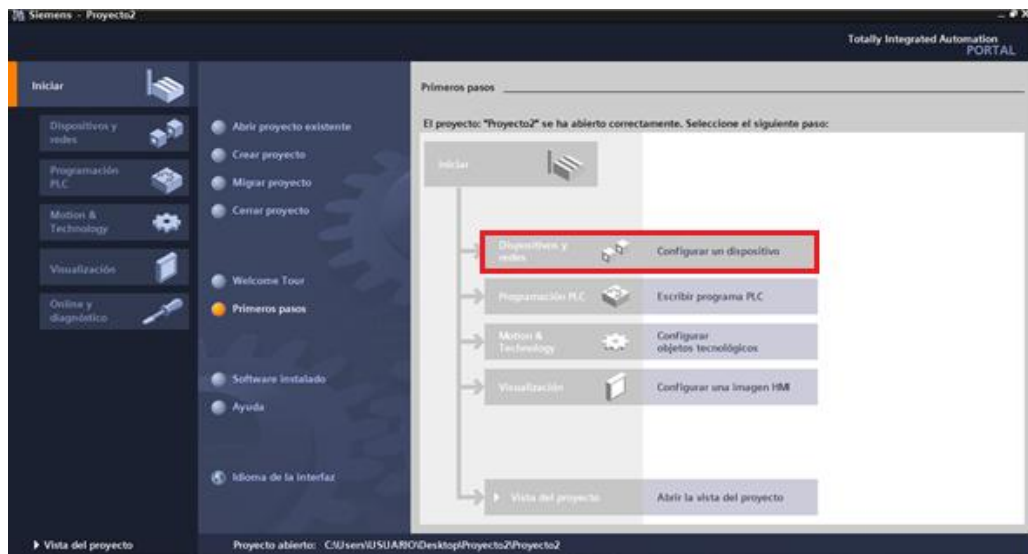 Siemens - Proyecto2
Totally Integrated Automation
PORTAL
Iniciar
Dispositivos y
redes
Programación
PLC
Motion &
Technology
Visualización
Online y
diagnóstico
Abrir proyecto existente
Crear proyecto
Migrar proyecto
Cerrar proyecto
Welcome Tour
Primeros pasos
Software instalado
Ayuda
Idioma de la interfaz
Primeros pasos
El proyecto: "Proyecto2" se ha abierto correctamente. Seleccione el siguiente paso:
Iniciar
Dispositivos y
redes
Configurar un dispositivo
Programación PLC
Escribir programa PLC
Motion &
Technology
Configurar
objetos tecnológicos
Visualización
Configurar una imagen HMI
Vista del proyecto
Abrir la vista del proyecto
Vista del proyecto
Proyecto abierto: C:\Users\USUARIO\Desktop\Proyecto2\Proyecto2